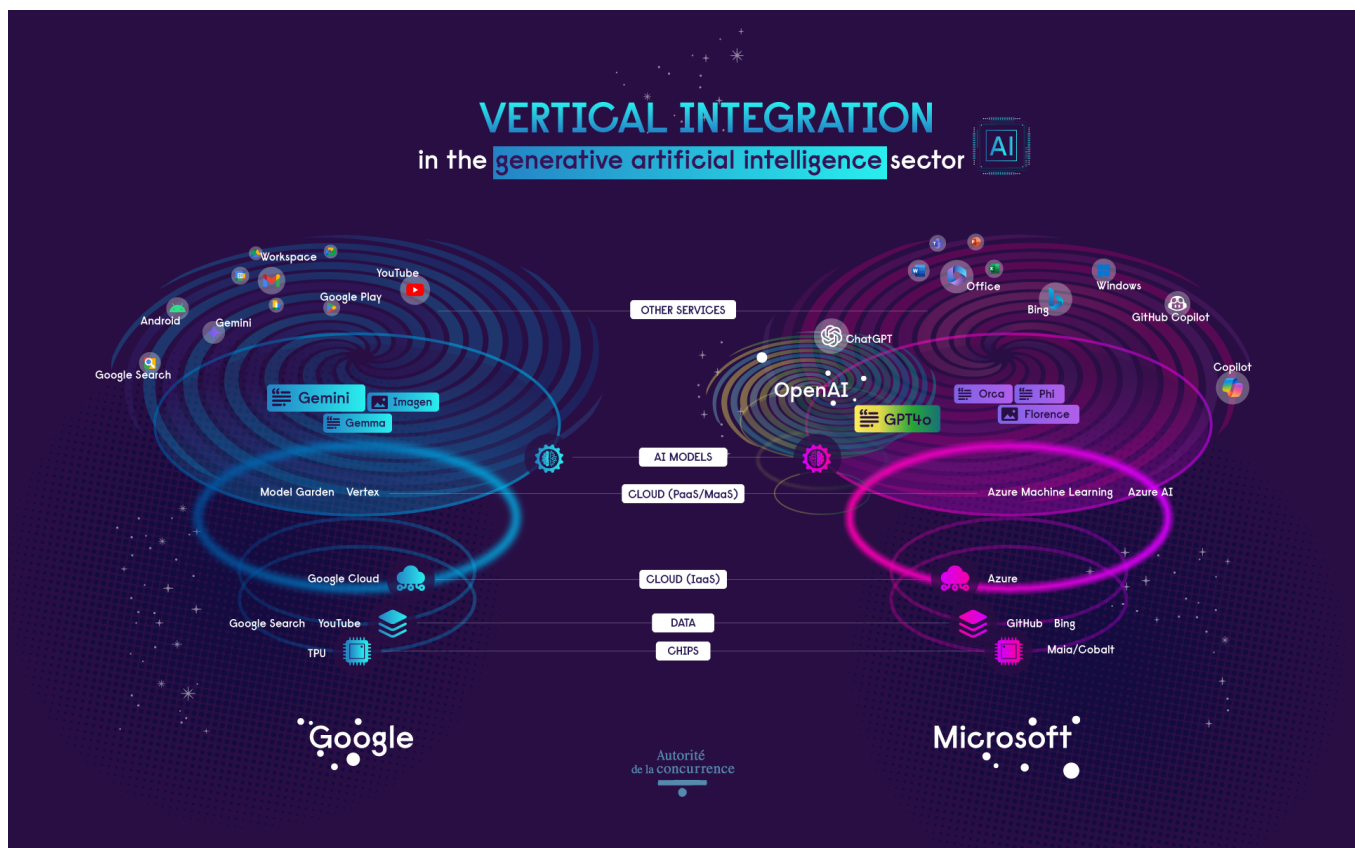 VERTICAL INTEGRATION
in the generative artificial intelligence sector
AI
Workspace
YouTube
Google Play
Android
Gemini
Google Search
OTHER SERVICES
Office
Windows
Bing
GitHub Copilot
ChatGPT
Copilot
OpenAI
Gemini
Imagen
Gemma
GPT4o
Orca
Phi
Florence
AI MODELS
Model Garden Vertex
CLOUD (PaaS/MaaS)
Azure Machine Learning Azure AI
Google Cloud
CLOUD (IaaS)
Azure
Google Search YouTube
DATA
GitHub Bing
TPU
CHIPS
Maia/Cobalt
Google
Microsoft
Autorité
de la concurrence